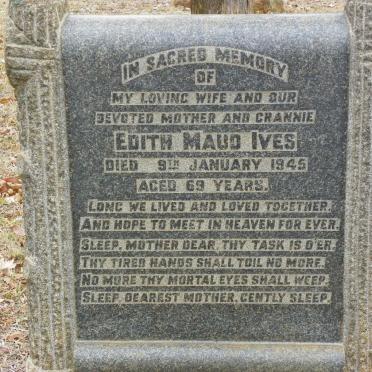 IN SACRED MEMORY
OF
MY LOVING WIFE AND OUR
DEVOTED MOTHER AND GRANNIE
EDITH MAUD IVES
DIED 9TH JANUARY 1945
AGED 69 YEARS.
LONG WE LIVED AND LOVED TOGETHER,
AND HOPE TO MEET IN HEAVEN FOR EVER.
SLEEP, MOTHER DEAR, THY TASK IS O'ER,
THY TIRED HANDS SHALL TOIL NO MORE,
NO MORE THY MORTAL EYES SHALL WEEP,
SLEEP, DEAREST MOTHER, GENTLY SLEEP.